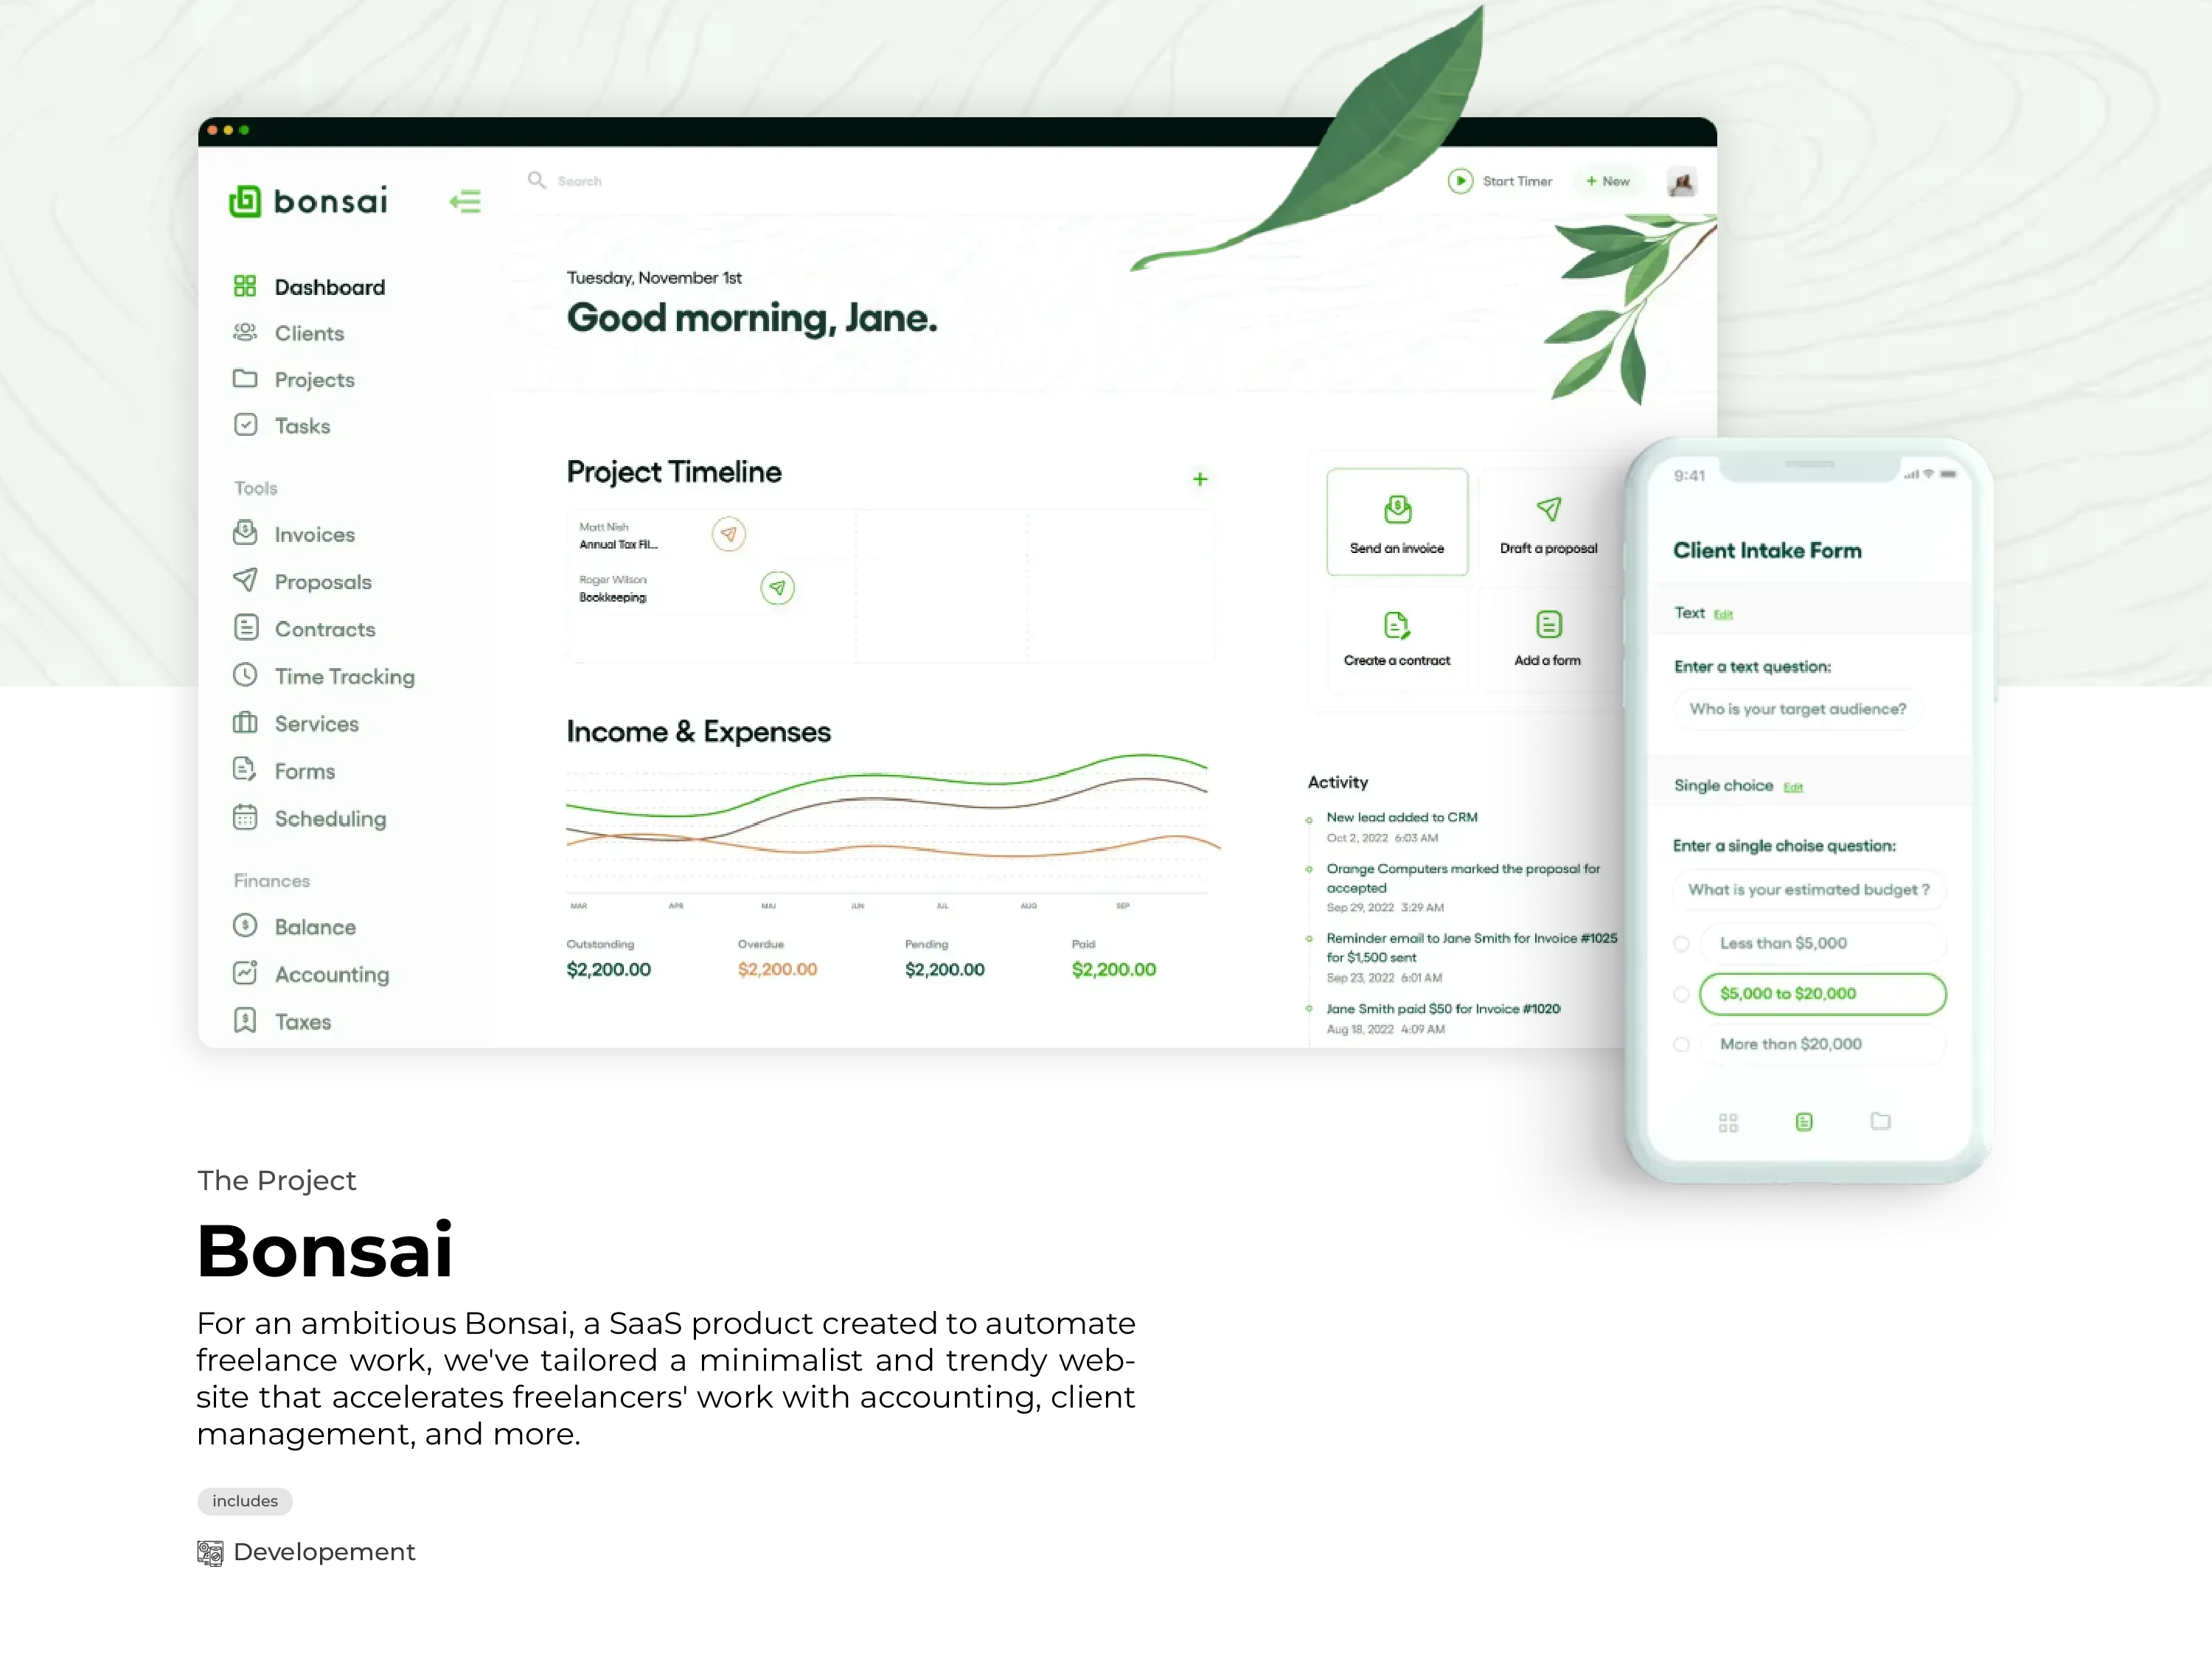 bonsai
Search
Start Timer
+ New
Dashboard
Clients
Projects
Tasks
Tools
Invoices
Proposals
Contracts
Time Tracking
Services
Forms
Scheduling
Finances
Balance
Accounting
Taxes
Tuesday, November 1st
Good morning, Jane.
Project Timeline
+
Matt Nish
Annual Tax Fil...
Roger Wilson
Bookkeeping
Income & Expenses
MAR APR MAJ JUN JUL AUG SEP
Outstanding Overdue Pending Paid
$2,200.00 $2,200.00 $2,200.00 $2,200.00
Send an invoice
Draft a proposal
Create a contract
Add a form
Activity
New lead added to CRM
Oct 2, 2022 6:03 AM
Orange Computers marked the proposal for
accepted
Sep 29, 2022 3:29 AM
Reminder email to Jane Smith for Invoice #1025
for $1,500 sent
Sep 23, 2022 6:01 AM
Jane Smith paid $50 for Invoice #1020
Aug 18, 2022 4:09 AM
9:41
Client Intake Form
Text Edit
Enter a text question:
Who is your target audience?
Single choice Edit
Enter a single choise question:
What is your estimated budget ?
Less than $5,000
$5,000 to $20,000
More than $20,000
The Project
Bonsai
For an ambitious Bonsai, a SaaS product created to automate
freelance work, we've tailored a minimalist and trendy web-
site that accelerates freelancers' work with accounting, client
management, and more.
includes
Developement